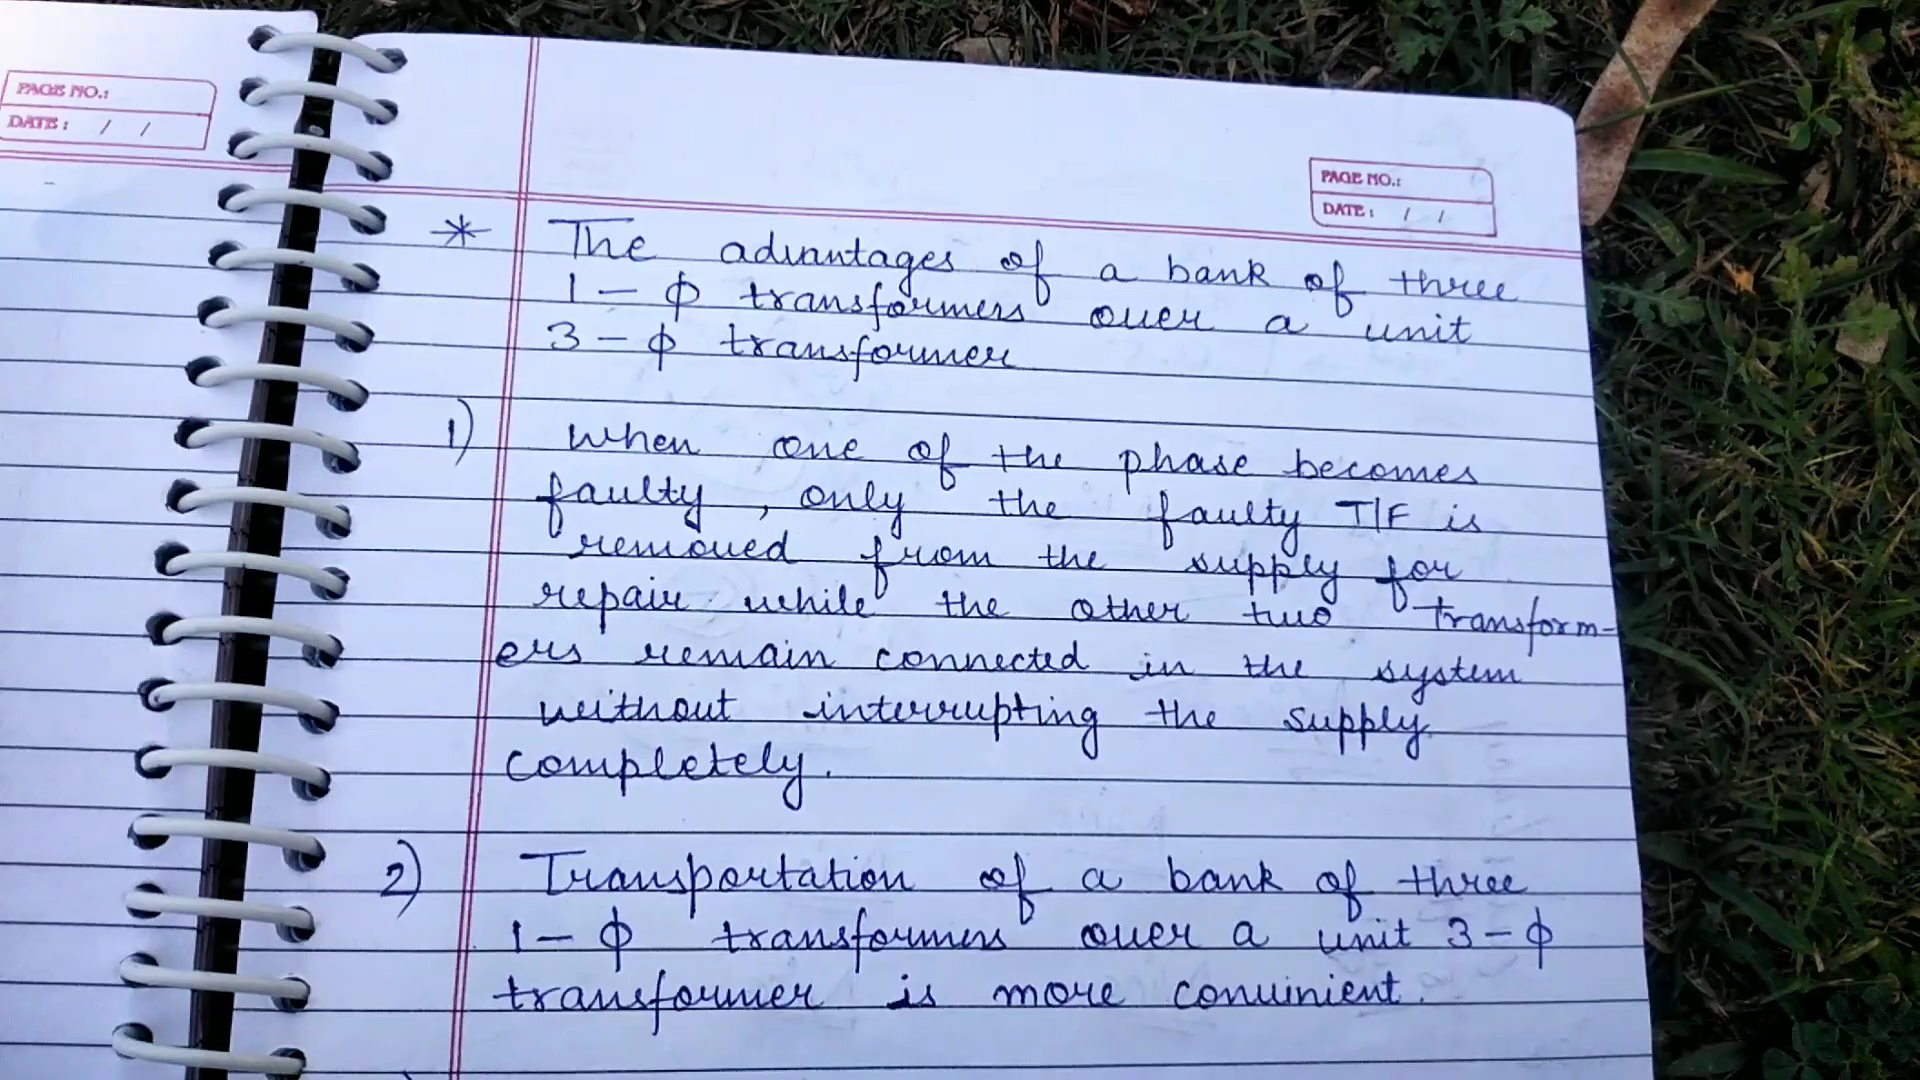 PAGE NO.:
DATE: / /
PAGE NO.:
DATE: / /
* The advantages of a bank of three
1-ϕ transformers over a unit
3-ϕ transformer
1) When one of the phase becomes
faulty, only the faulty T/F is
removed from the supply for
repair while the other two transform-
ers remain connected in the system
without interrupting the supply
completely.
2) Transportation of a bank of three
1-ϕ transformers over a unit 3-ϕ
transformer is more conuinient.